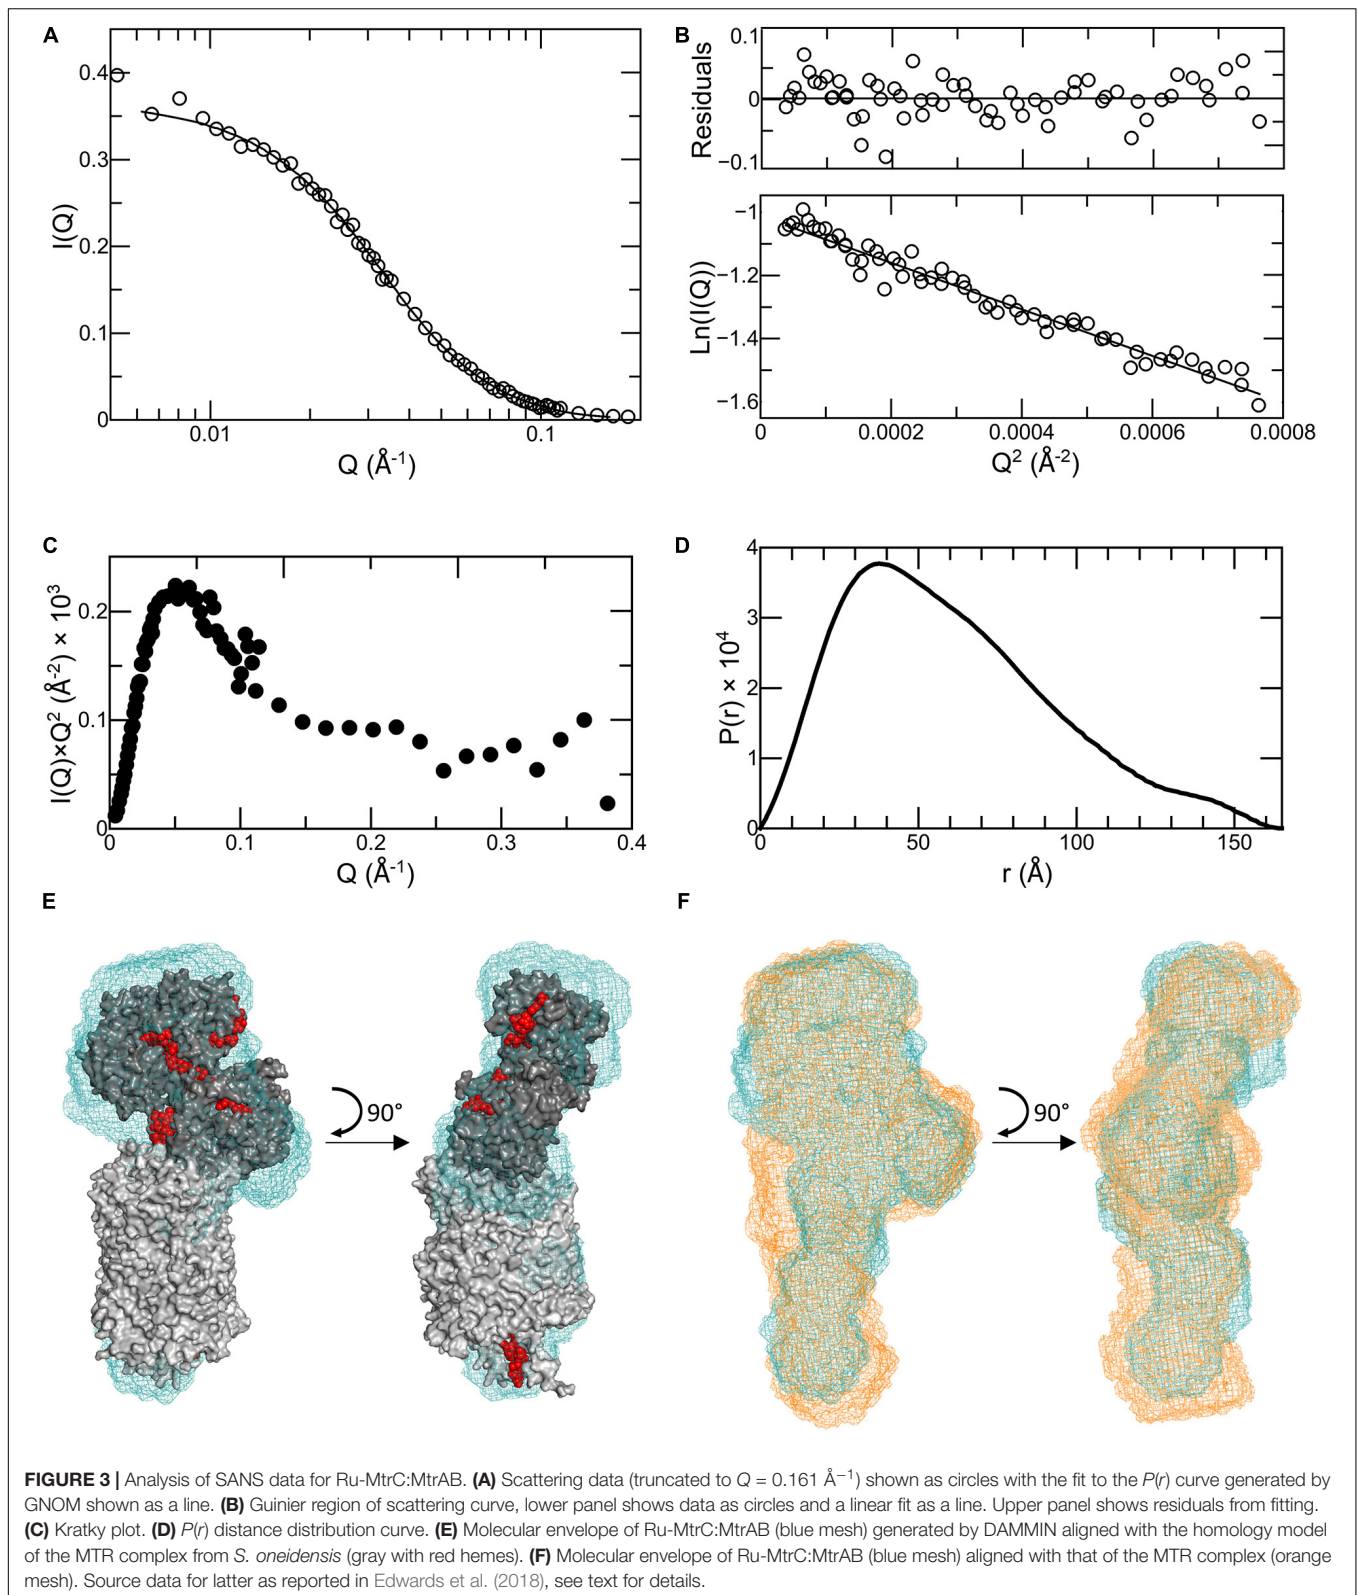 A
I(Q)
0.4
0.3
0.2
0.1
0
0.01
0.1
Q (Å-1)
B
Residuals
0.1
0
−0.1
Ln(I(Q))
−1
−1.2
−1.4
−1.6
0
0.0002
0.0004
0.0006
0.0008
Q2 (Å-2)
C
I(Q)×Q2 (Å-2) × 103
0.2
0.1
0
0
0.1
0.2
0.3
0.4
Q (Å-1)
D
P(r) × 104
4
3
2
1
0
0
50
100
150
r (Å)
E
90°
F
90°
FIGURE 3 | Analysis of SANS data for Ru-MtrC:MtrAB. (A) Scattering data (truncated to Q = 0.161 Å−1) shown as circles with the fit to the P(r) curve generated by
GNOM shown as a line. (B) Guinier region of scattering curve, lower panel shows data as circles and a linear fit as a line. Upper panel shows residuals from fitting.
(C) Kratky plot. (D) P(r) distance distribution curve. (E) Molecular envelope of Ru-MtrC:MtrAB (blue mesh) generated by DAMMIN aligned with the homology model
of the MTR complex from S. oneidensis (gray with red hemes). (F) Molecular envelope of Ru-MtrC:MtrAB (blue mesh) aligned with that of the MTR complex (orange
mesh). Source data for latter as reported in Edwards et al. (2018), see text for details.